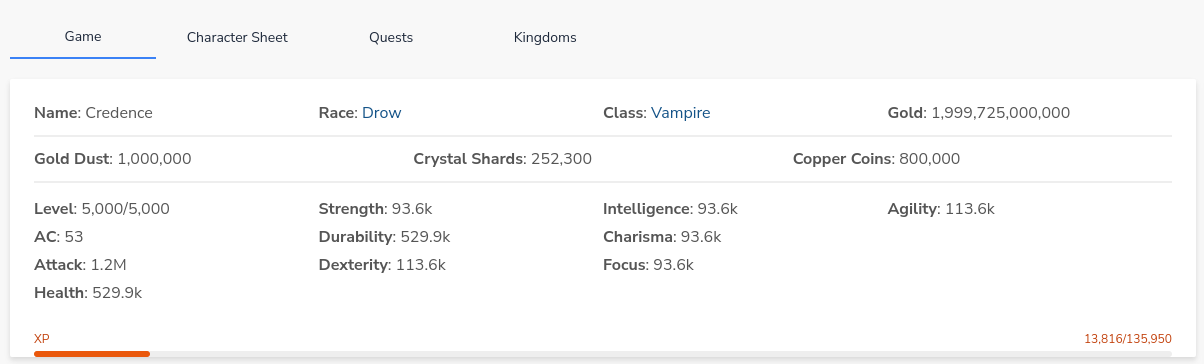 Game Character Sheet Quests Kingdoms
Name: Credence Race: Drow Class: Vampire Gold: 1,999,725,000,000
Gold Dust: 1,000,000 Crystal Shards: 252,300 Copper Coins: 800,000
Level: 5,000/5,000 Strength: 93.6k Intelligence: 93.6k Agility: 113.6k
AC: 53 Durability: 529.9k Charisma: 93.6k
Attack: 1.2M Dexterity: 113.6k Focus: 93.6k
Health: 529.9k
XP 13,816/135,950